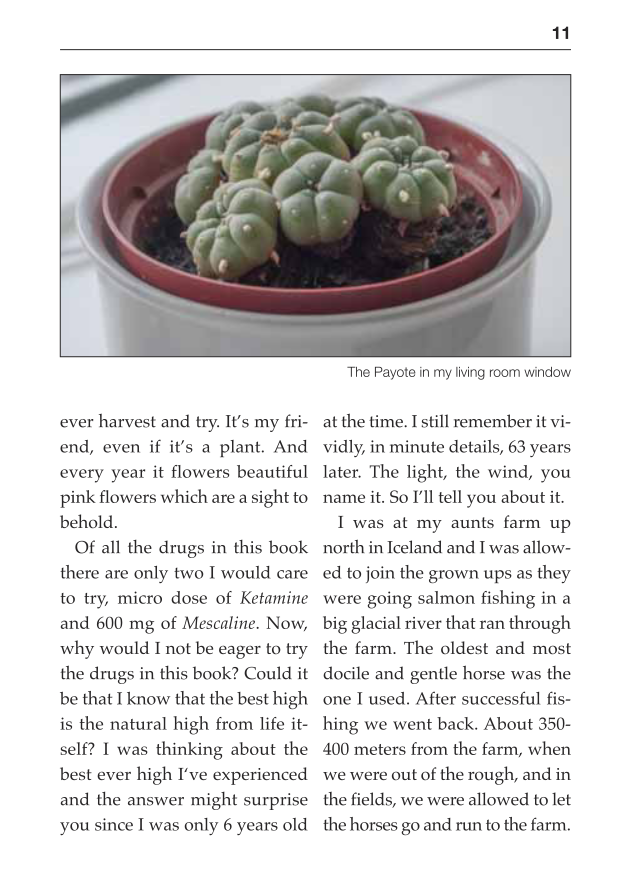 11
The Payote in my living room window
ever harvest and try. It's my fri-
end, even if it's a plant. And
every year it flowers beautiful
pink flowers which are a sight to
behold.
Of all the drugs in this book
there are only two I would care
to try, micro dose of Ketamine
and 600 mg of Mescaline. Now,
why would I not be eager to try
the drugs in this book? Could it
be that I know that the best high
is the natural high from life it-
self? I was thinking about the
best ever high I‘ve experienced
and the answer might surprise
you since I was only 6 years old
at the time. I still remember it vi-
vidly, in minute details, 63 years
later. The light, the wind, you
name it. So I'll tell you about it.
I was at my aunts farm up
north in Iceland and I was allow-
ed to join the grown ups as they
were going salmon fishing in a
big glacial river that ran through
the farm. The oldest and most
docile and gentle horse was the
one I used. After successful fis-
hing we went back. About 350-
400 meters from the farm, when
we were out of the rough, and in
the fields, we were allowed to let
the horses go and run to the farm.